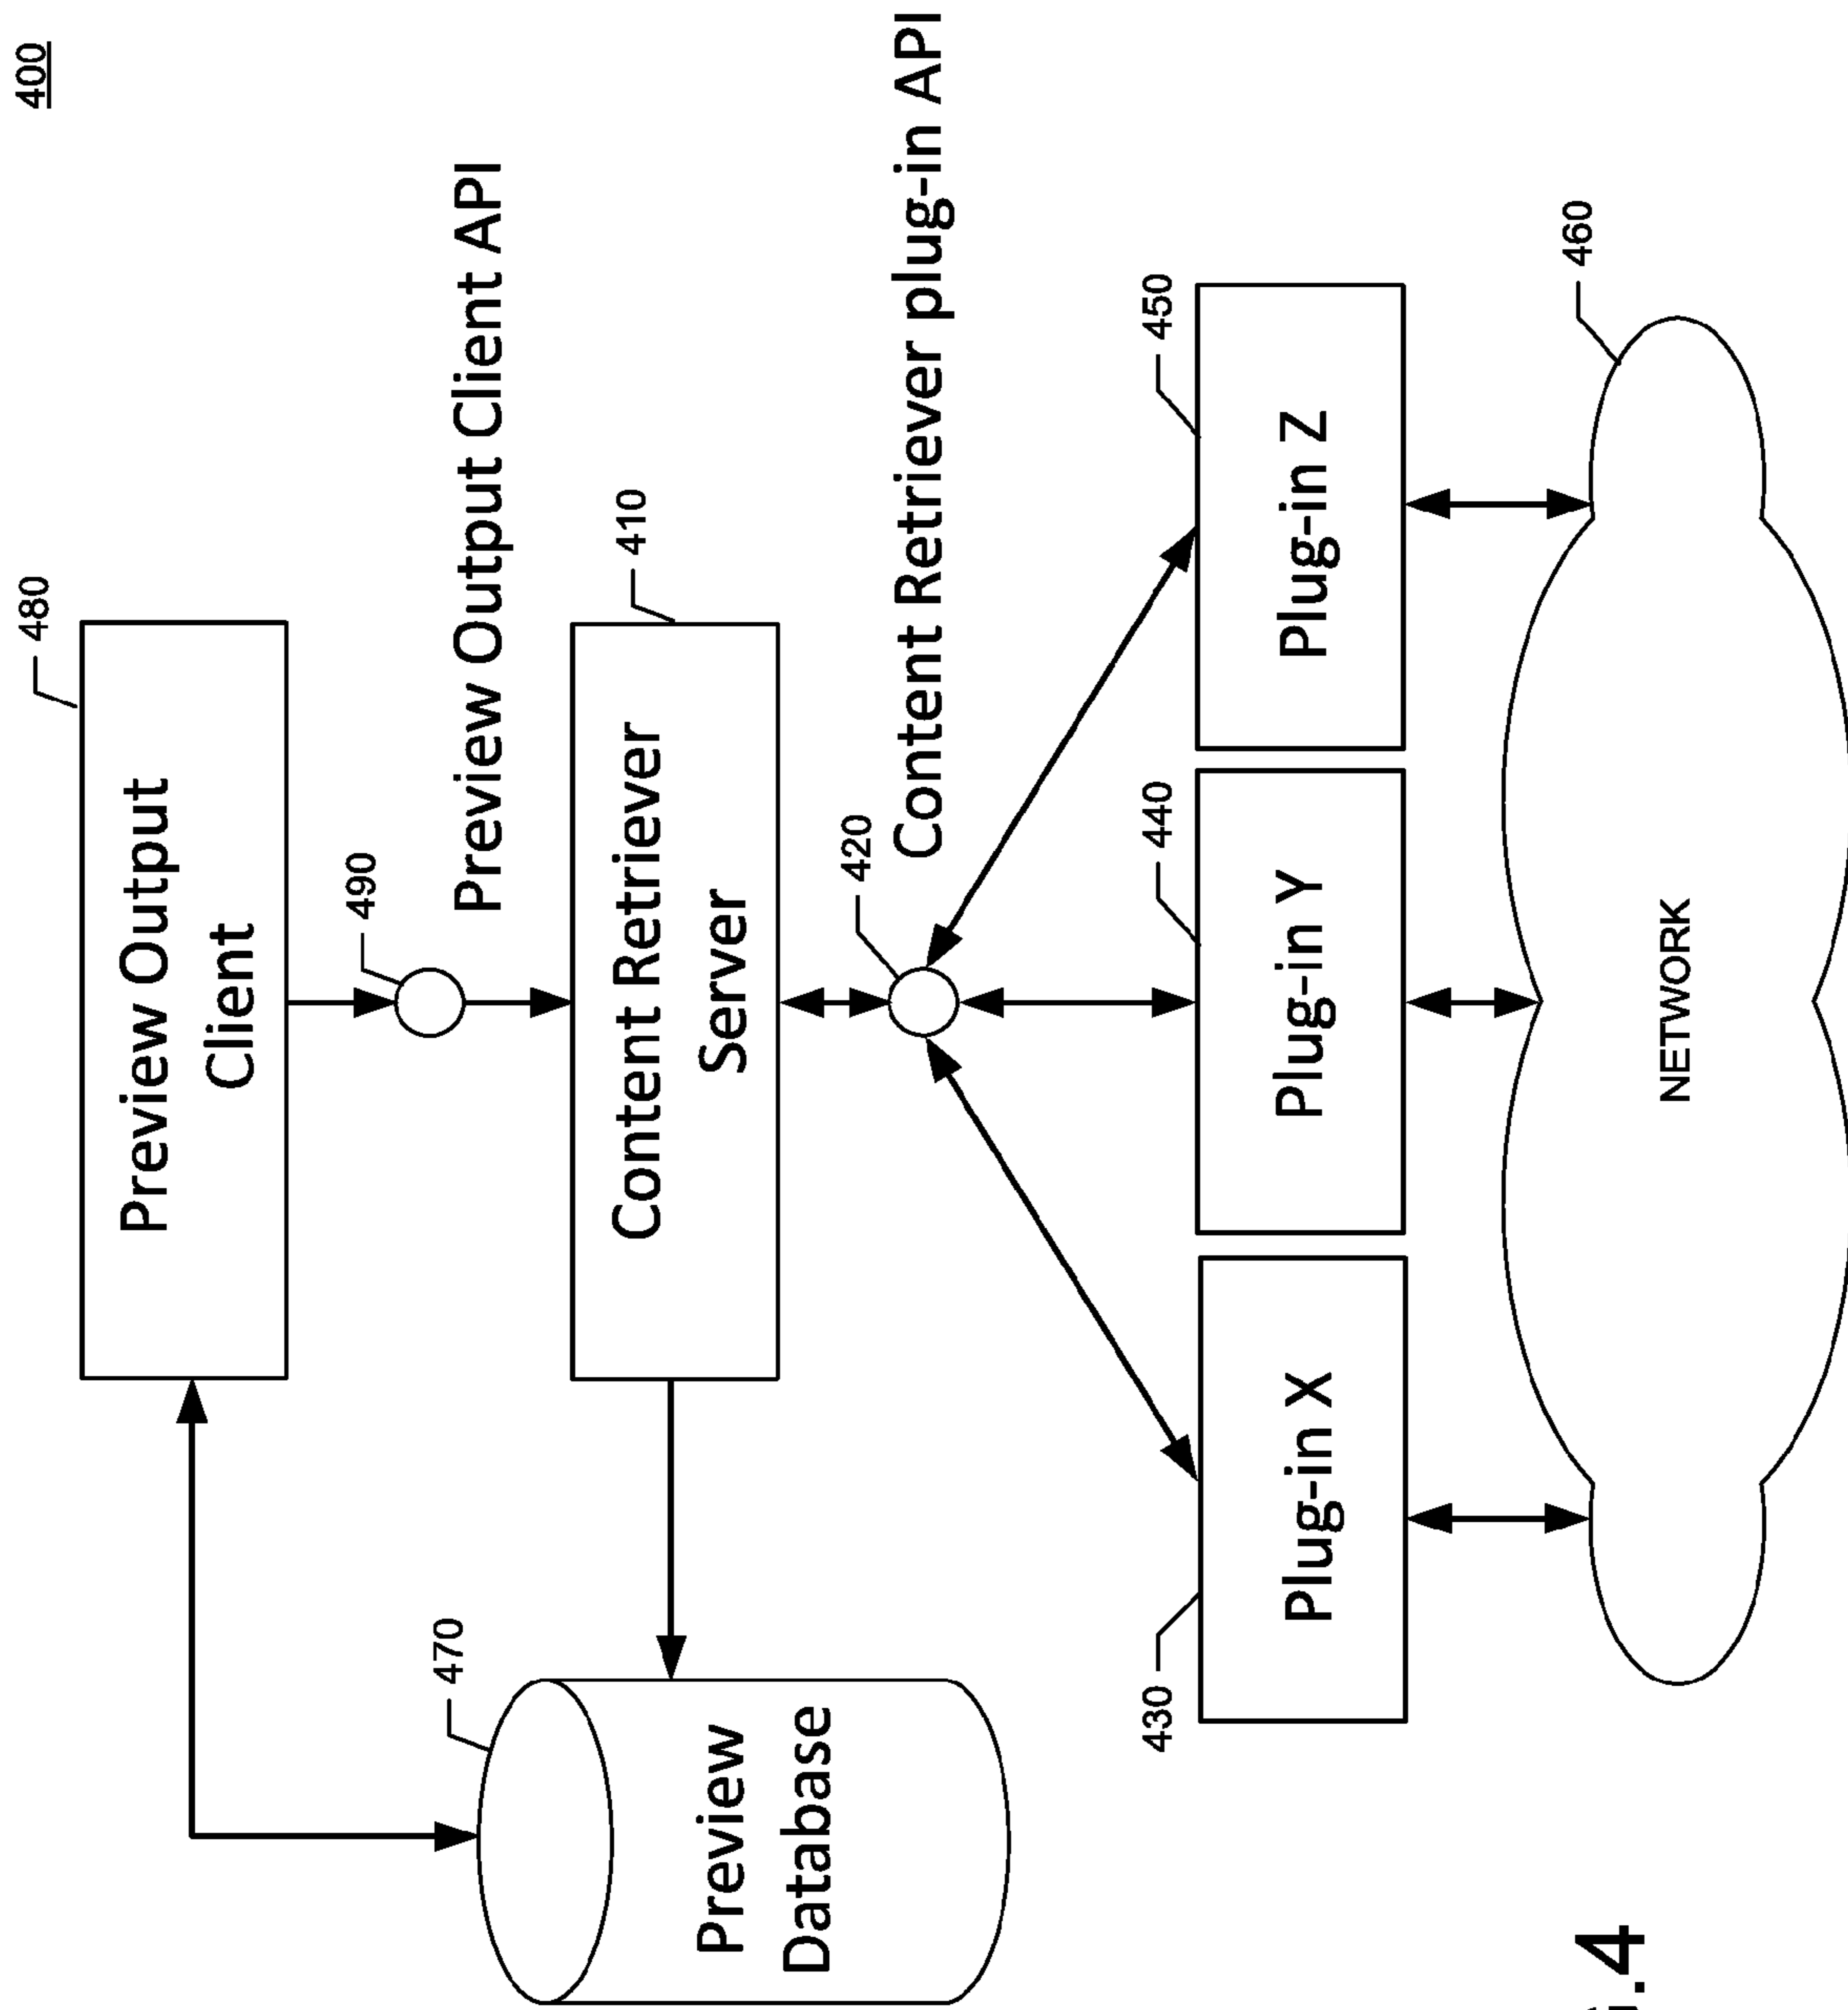 400
480
Preview Output
Client
490
Preview Output Client API
470
410
Content Retriever
Server
Preview
Database
420
Content Retriever plug-in API
430
440
450
Plug-in X
Plug-in Y
Plug-in Z
460
NETWORK
.4